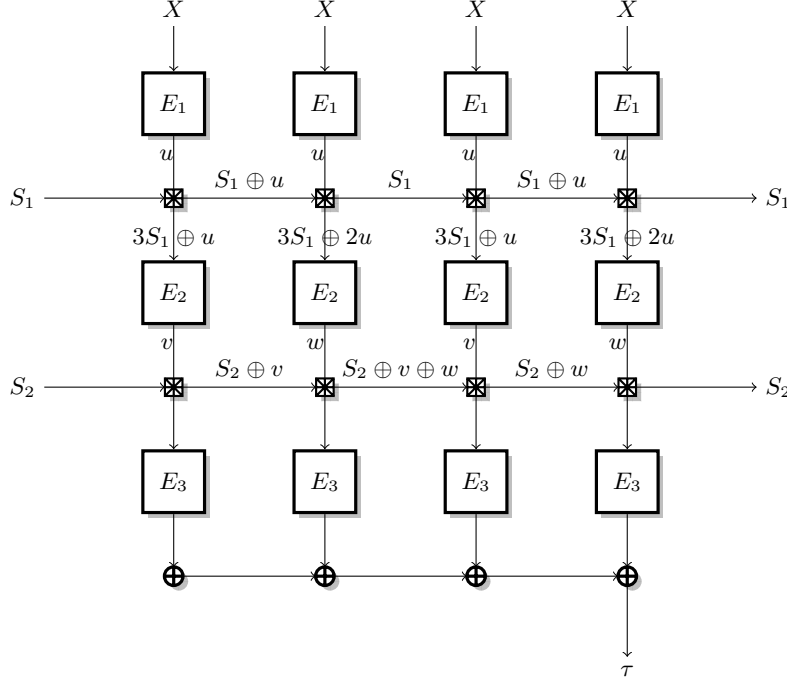 X X X X
E₁ E₁ E₁ E₁
u u u u
S₁ S₁ ⊕ u S₁ S₁ ⊕ u S₁
3S₁ ⊕ u 3S₁ ⊕ 2u 3S₁ ⊕ u 3S₁ ⊕ 2u
E₂ E₂ E₂ E₂
v w v w
S₂ S₂ ⊕ v S₂ ⊕ v ⊕ w S₂ ⊕ w S₂
E₃ E₃ E₃ E₃
τ